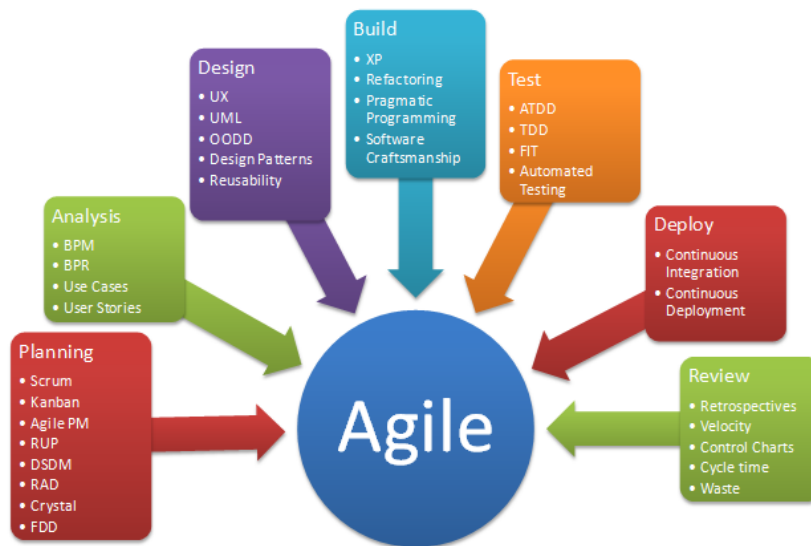 Planning
• Scrum
• Kanban
• Agile PM
• RUP
• DSDM
• RAD
• Crystal
• FDD
Analysis
• BPM
• BPR
• Use Cases
• User Stories
Design
• UX
• UML
• OODD
• Design Patterns
• Reusability
Build
• XP
• Refactoring
• Pragmatic
Programming
• Software
Craftsmanship
Test
• ATDD
• TDD
• FIT
• Automated
Testing
Deploy
• Continuous
Integration
• Continuous
Deployment
Review
• Retrospectives
• Velocity
• Control Charts
• Cycle time
• Waste
Agile